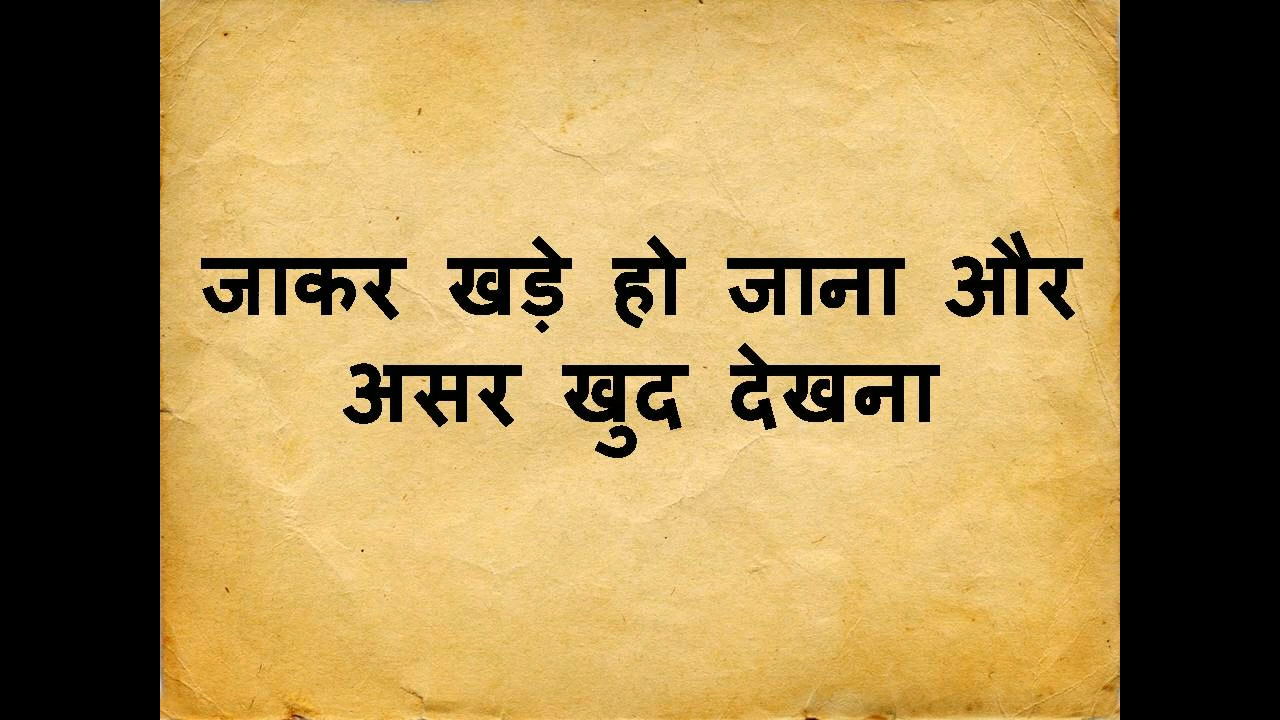 जाकर खड़े हो जाना और
असर खुद देखना